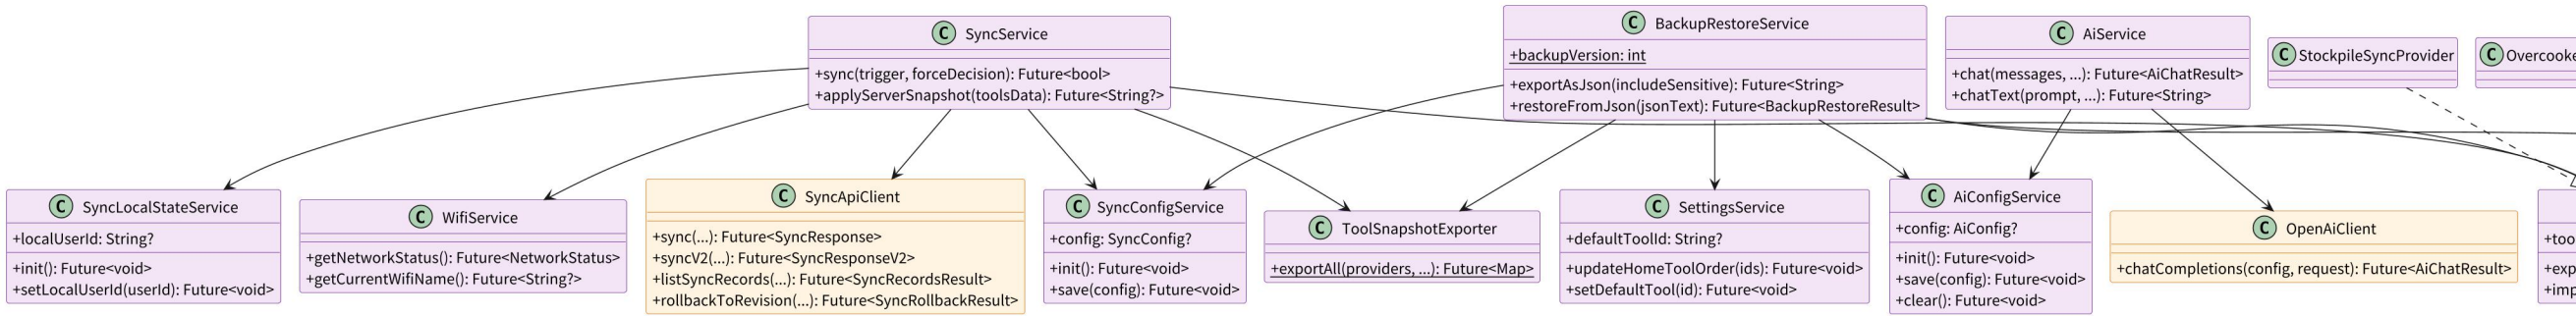 C SyncService
+sync(trigger, forceDecision): Future<bool>
+applyServerSnapshot(toolsData): Future<String?>
C BackupRestoreService
+backupVersion: int
+exportAsJson(includeSensitive): Future<String>
+restoreFromJson(jsonText): Future<BackupRestoreResult>
C AiService
+chat(messages, ...): Future<AiChatResult>
+chatText(prompt, ...): Future<String>
C StockpileSyncProvider
C Overcooke
C SyncLocalStateService
+localUserId: String?
+init(): Future<void>
+setLocalUserId(userId): Future<void>
C WifiService
+getNetworkStatus(): Future<NetworkStatus>
+getCurrentWifiName(): Future<String?>
C SyncApiClient
+sync(...): Future<SyncResponse>
+syncV2(...): Future<SyncResponseV2>
+listSyncRecords(...): Future<SyncRecordsResult>
+rollbackToRevision(...): Future<SyncRollbackResult>
C SyncConfigService
+config: SyncConfig?
+init(): Future<void>
+save(config): Future<void>
C ToolSnapshotExporter
+exportAll(providers, ...): Future<Map>
C SettingsService
+defaultToolId: String?
+updateHomeToolOrder(ids): Future<void>
+setDefaultTool(id): Future<void>
C AiConfigService
+config: AiConfig?
+init(): Future<void>
+save(config): Future<void>
+clear(): Future<void>
C OpenAiClient
+chatCompletions(config, request): Future<AiChatResult>
+too
+exp
+imp